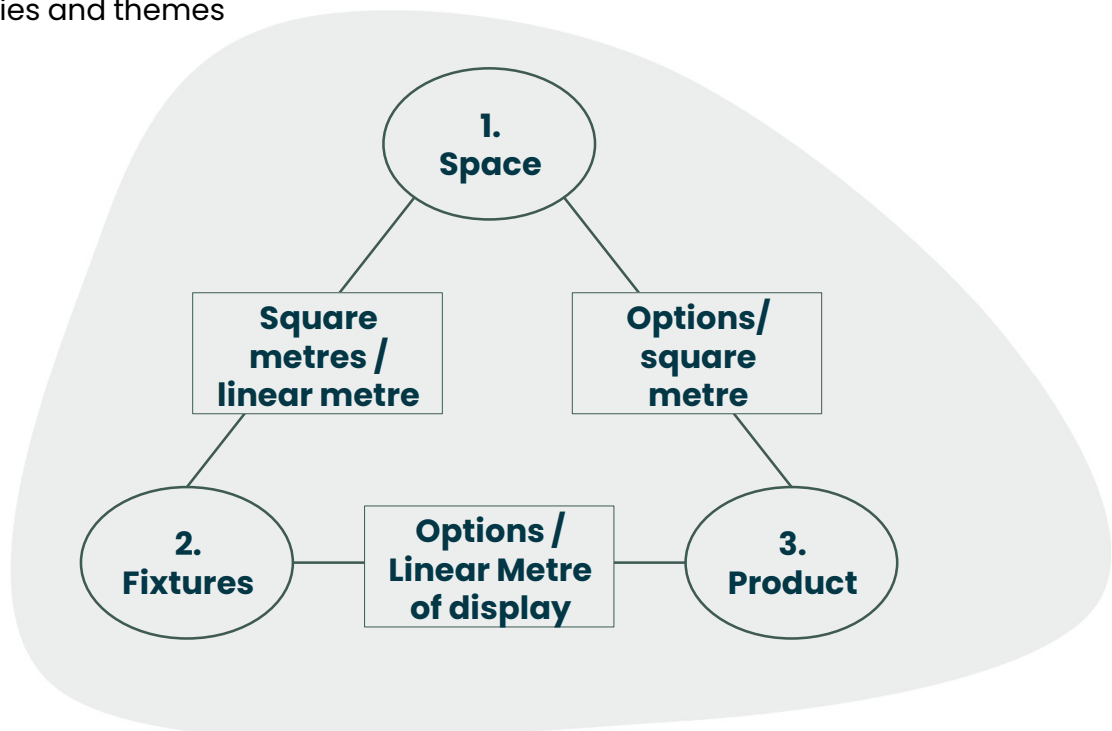 ies and themes
1.
Space
Square
metres /
linear metre
Options/
square
metre
2.
Fixtures
Options /
Linear Metre
of display
3.
Product